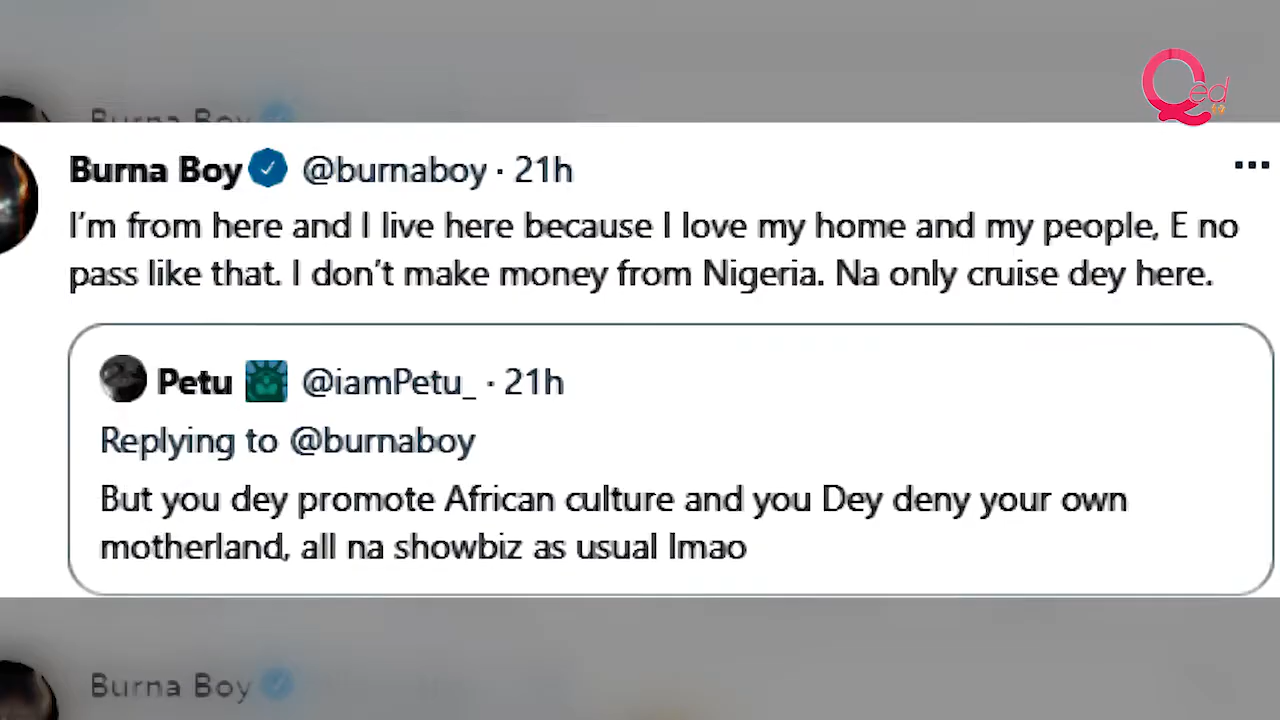 Qed
Burna Boy
Burna Boy @burnaboy · 21h
I'm from here and I live here because I love my home and my people, E no
pass like that. I don't make money from Nigeria. Na only cruise dey here.
Petu @iamPetu_ · 21h
Replying to @burnaboy
But you dey promote African culture and you Dey deny your own
motherland, all na showbiz as usual lmao
Burna Boy